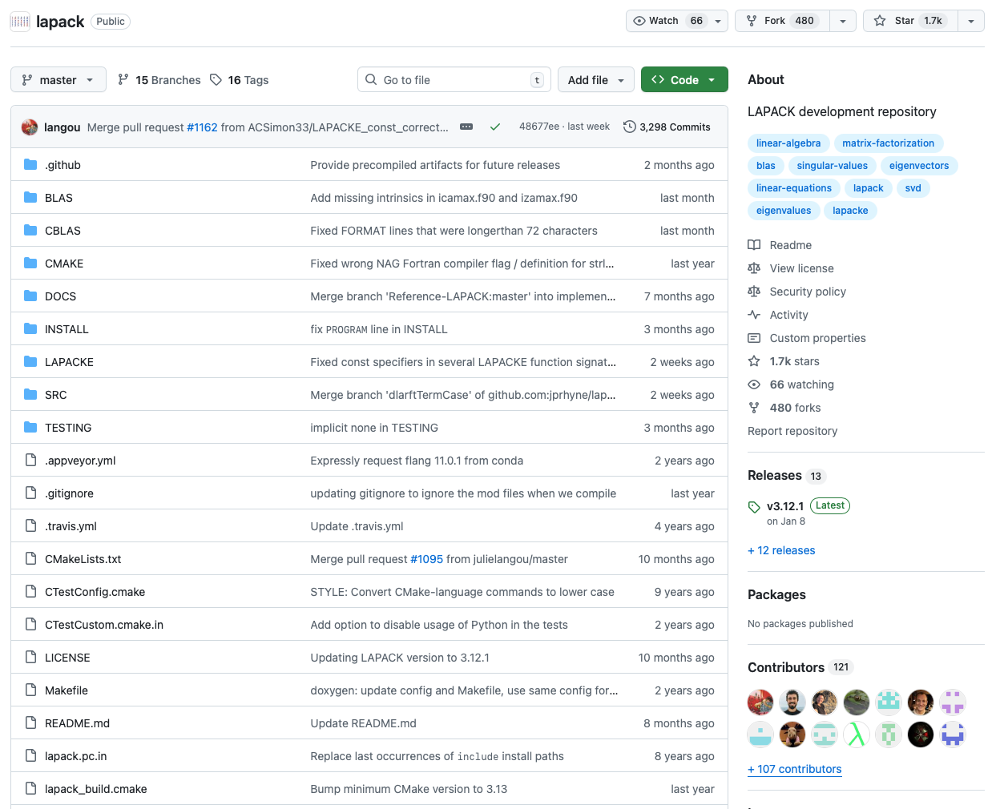 lapack Public Watch 66 Fork 480 Star 1.7k
master 15 Branches 16 Tags Go to file t Add file Code
langou Merge pull request #1162 from ACSimon33/LAPACKE_const_correct... 48677ee · last week 3,298 Commits
.github Provide precompiled artifacts for future releases 2 months ago
BLAS Add missing intrinsics in icamax.f90 and izamax.f90 last month
CBLAS Fixed FORMAT lines that were longerthan 72 characters last month
CMAKE Fixed wrong NAG Fortran compiler flag / definition for strl... last year
DOCS Merge branch 'Reference-LAPACK:master' into implemen... 7 months ago
INSTALL fix PROGRAM line in INSTALL 3 months ago
LAPACKE Fixed const specifiers in several LAPACKE function signat... 2 weeks ago
SRC Merge branch 'dlarftTermCase' of github.com:jprhyne/lap... 2 weeks ago
TESTING implicit none in TESTING 3 months ago
.appveyor.yml Expressly request flang 11.0.1 from conda 2 years ago
.gitignore updating gitignore to ignore the mod files when we compile last year
.travis.yml Update .travis.yml 4 years ago
CMakeLists.txt Merge pull request #1095 from julielangou/master 10 months ago
CTestConfig.cmake STYLE: Convert CMake-language commands to lower case 9 years ago
CTestCustom.cmake.in Add option to disable usage of Python in the tests 2 years ago
LICENSE Updating LAPACK version to 3.12.1 10 months ago
Makefile doxygen: update config and Makefile, use same config for... 2 years ago
README.md Update README.md 8 months ago
lapack.pc.in Replace last occurrences of include install paths 8 years ago
lapack_build.cmake Bump minimum CMake version to 3.13 last year
About
LAPACK development repository
linear-algebra matrix-factorization
blas singular-values eigenvectors
linear-equations lapack svd
eigenvalues lapacke
Readme
View license
Security policy
Activity
Custom properties
1.7k stars
66 watching
480 forks
Report repository
Releases 13
v3.12.1 Latest
on Jan 8
+ 12 releases
Packages
No packages published
Contributors 121
+ 107 contributors